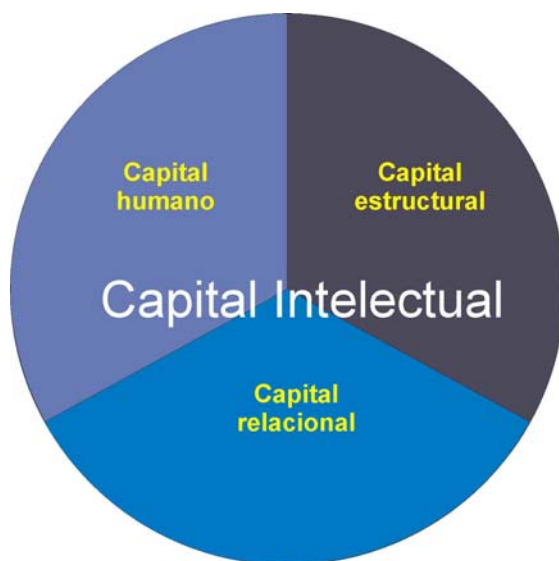 Capital
humano
Capital
estructural
Capital Intelectual
Capital
relacional